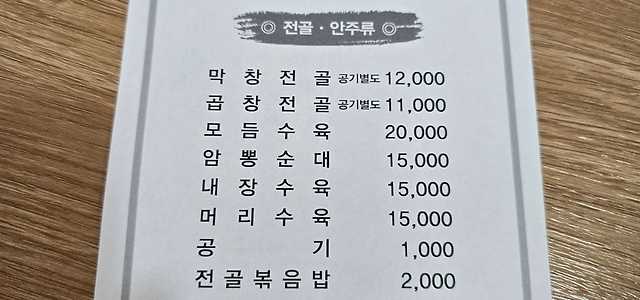 ◎ 전골 · 안주류 ◎
막창전골 공기별도 12,000
곱창전골 공기별도 11,000
모듬수육 20,000
암뽕순대 15,000
내장수육 15,000
머리수육 15,000
공기 1,000
전골볶음밥 2,000